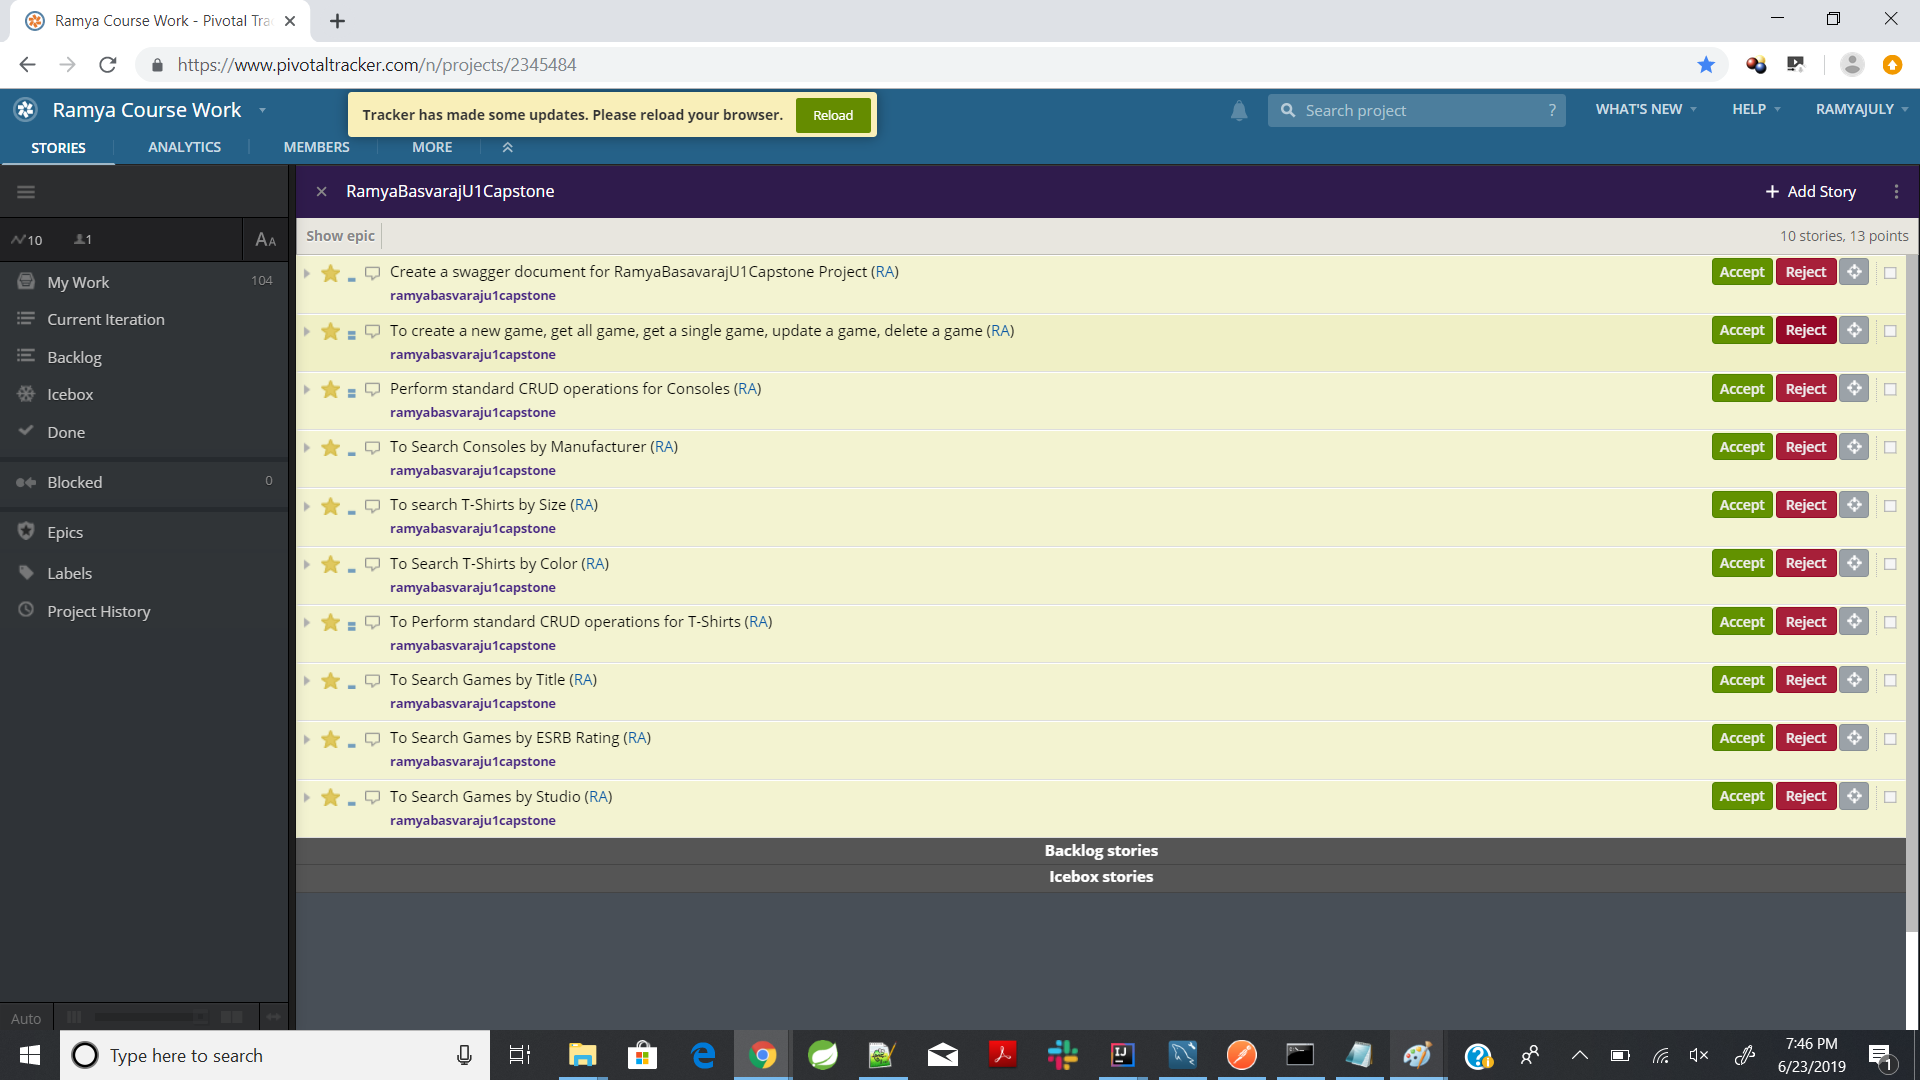 Ramya Course Work - Pivotal Tra
https://www.pivotaltracker.com/n/projects/2345484
Ramya Course Work
Tracker has made some updates. Please reload your browser.
Reload
Search project
?
WHAT'S NEW
HELP
RAMYAJULY
STORIES
ANALYTICS
MEMBERS
MORE
RamyaBasvarajU1Capstone
+ Add Story
10
1
AA
Show epic
10 stories, 13 points
My Work
104
Current Iteration
Backlog
Icebox
Done
Blocked
0
Epics
Labels
Project History
Create a swagger document for RamyaBasavarajU1Capstone Project (RA)
ramyabasvaraju1capstone
Accept
Reject
To create a new game, get all game, get a single game, update a game, delete a game (RA)
ramyabasvaraju1capstone
Accept
Reject
Perform standard CRUD operations for Consoles (RA)
ramyabasvaraju1capstone
Accept
Reject
To Search Consoles by Manufacturer (RA)
ramyabasvaraju1capstone
Accept
Reject
To search T-Shirts by Size (RA)
ramyabasvaraju1capstone
Accept
Reject
To Search T-Shirts by Color (RA)
ramyabasvaraju1capstone
Accept
Reject
To Perform standard CRUD operations for T-Shirts (RA)
ramyabasvaraju1capstone
Accept
Reject
To Search Games by Title (RA)
ramyabasvaraju1capstone
Accept
Reject
To Search Games by ESRB Rating (RA)
ramyabasvaraju1capstone
Accept
Reject
To Search Games by Studio (RA)
ramyabasvaraju1capstone
Accept
Reject
Backlog stories
Icebox stories
Auto
Type here to search
7:46 PM
6/23/2019
1